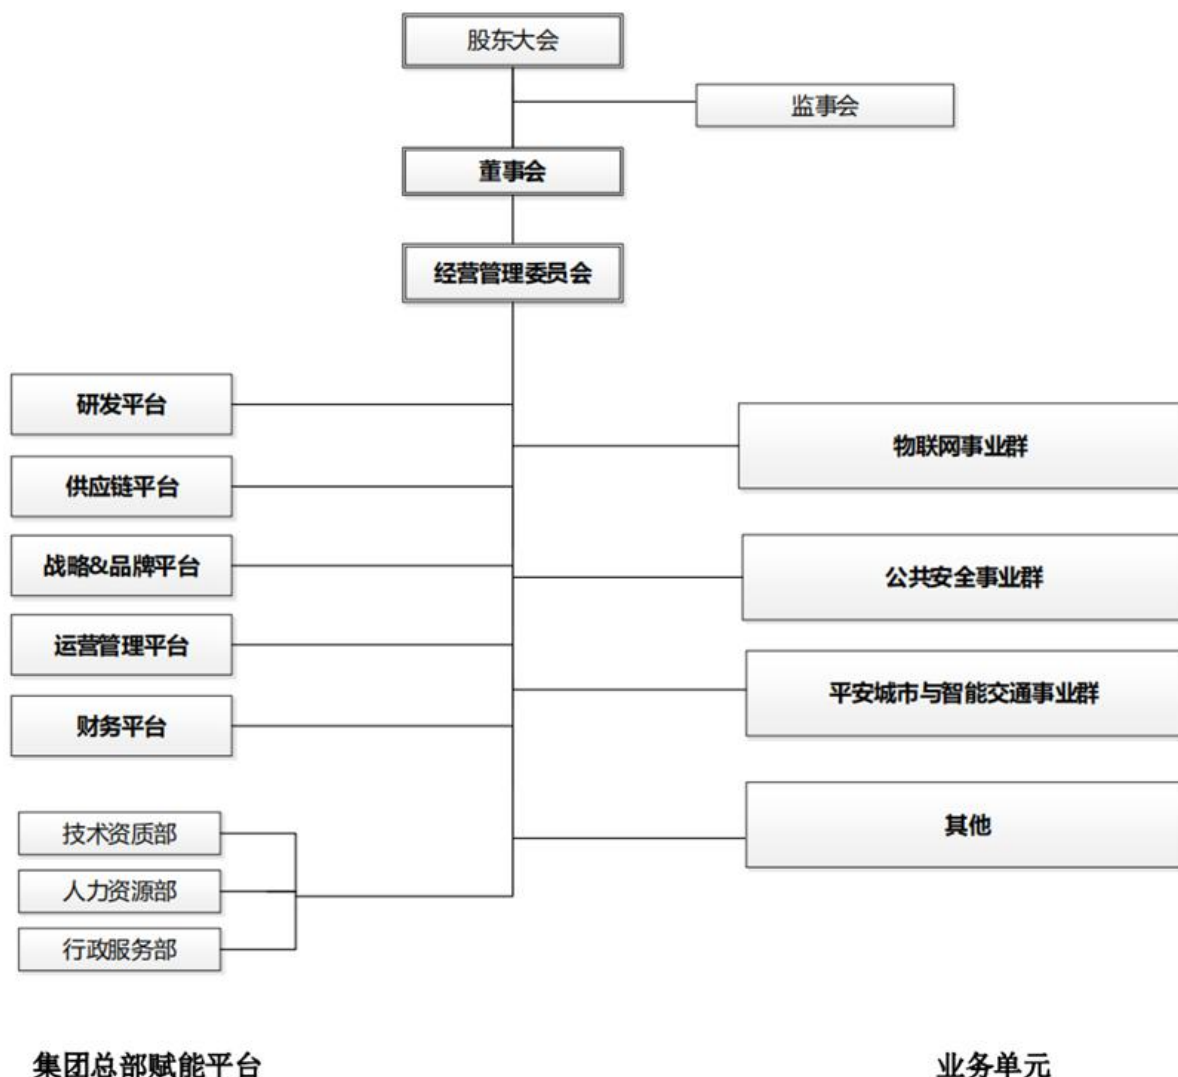 股东大会
监事会
董事会
经营管理委员会
研发平台
供应链平台
战略&品牌平台
运营管理平台
财务平台
技术资质部
人力资源部
行政服务部
物联网事业群
公共安全事业群
平安城市与智能交通事业群
其他
集团总部赋能平台
业务单元